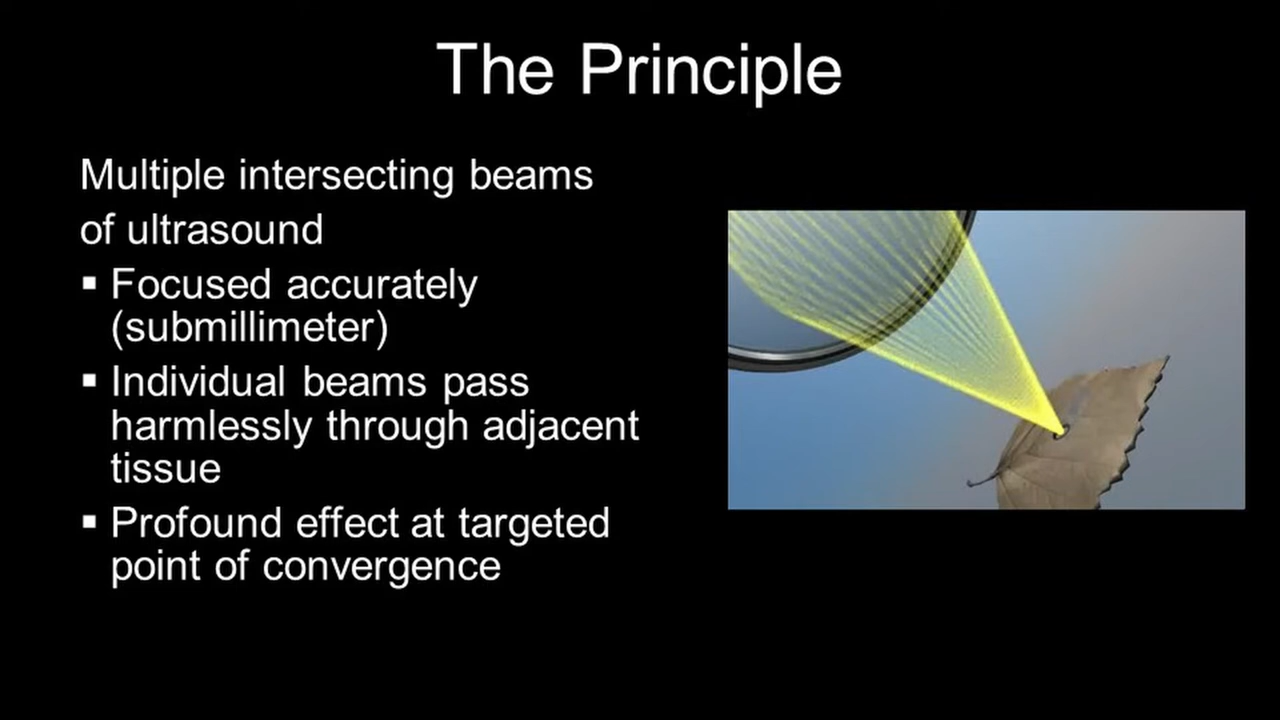 The Principle
Multiple intersecting beams
of ultrasound
▪ Focused accurately
(submillimeter)
▪ Individual beams pass
harmlessly through adjacent
tissue
▪ Profound effect at targeted
point of convergence